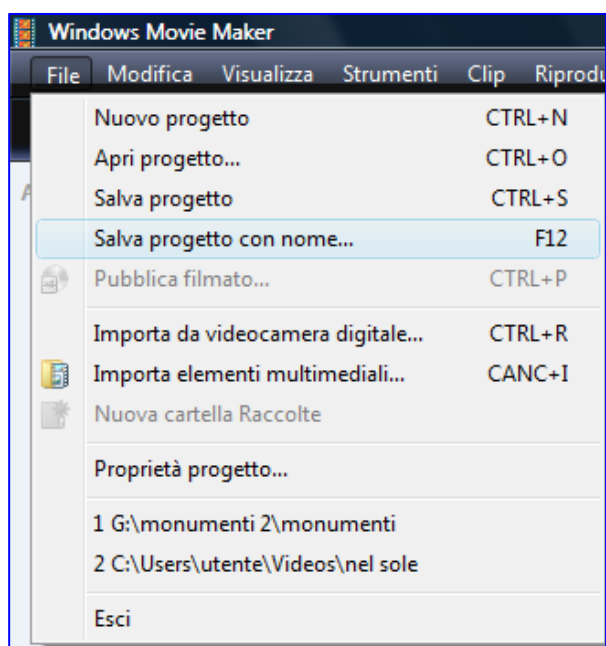 Windows Movie Maker
File Modifica Visualizza Strumenti Clip Riprodu
Nuovo progetto CTRL+N
Apri progetto... CTRL+O
Salva progetto CTRL+S
Salva progetto con nome... F12
Pubblica filmato... CTRL+P
Importa da videocamera digitale... CTRL+R
Importa elementi multimediali... CANC+I
Nuova cartella Raccolte
Proprietà progetto...
1 G:\monumenti 2\monumenti
2 C:\Users\utente\Videos\nel sole
Esci